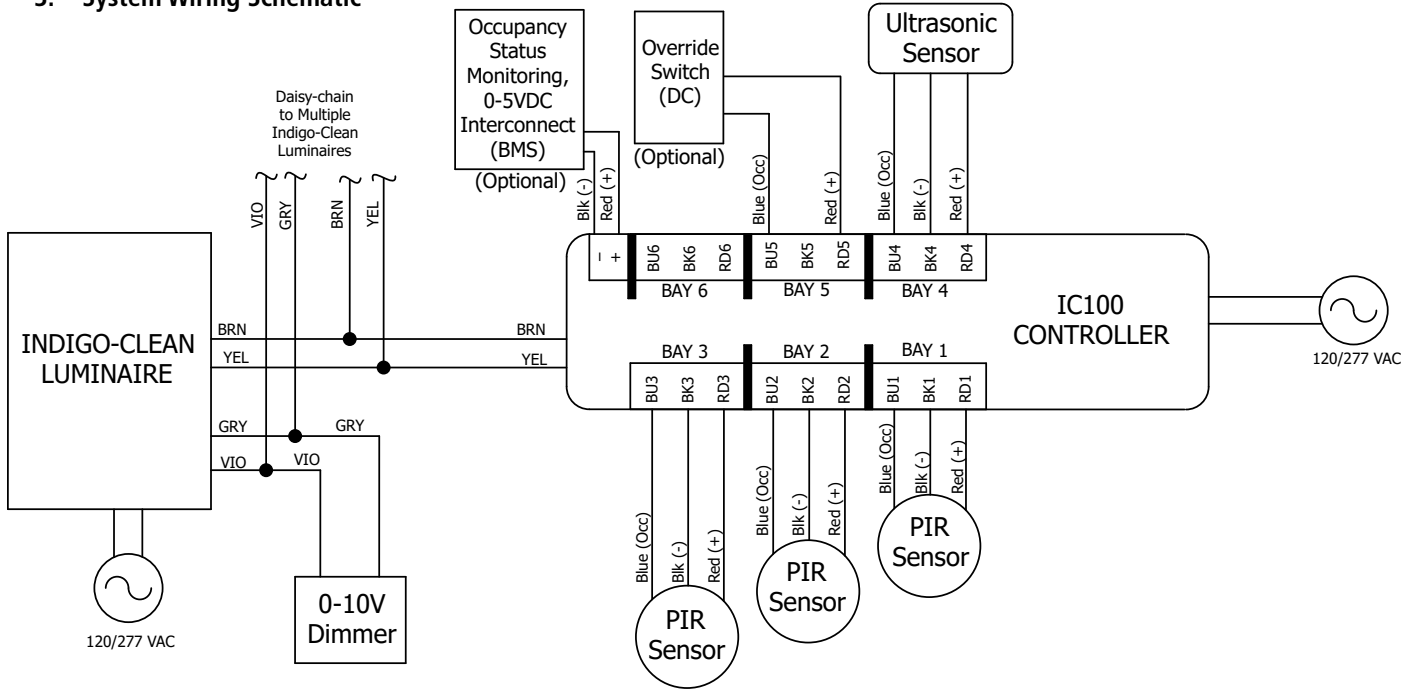 3. System Wiring Schematic
Occupancy
Status
Monitoring,
0-5VDC
Interconnect
(BMS)
(Optional)
Override
Switch
(DC)
(Optional)
Ultrasonic
Sensor
Daisy-chain
to Multiple
Indigo-Clean
Luminaires
VIO
GRY
BRN
YEL
Blk (-)
Red (+)
Blue (Occ)
Red (+)
Blue (Occ)
Blk (-)
Red (+)
- +
BU6
BK6
RD6
BU5
BK5
RD5
BU4
BK4
RD4
BAY 6
BAY 5
BAY 4
IC100
CONTROLLER
120/277 VAC
INDIGO-CLEAN
LUMINAIRE
BRN
BRN
YEL
YEL
GRY
GRY
VIO
VIO
BAY 3
BAY 2
BAY 1
BU3
BK3
RD3
BU2
BK2
RD2
BU1
BK1
RD1
Blue (Occ)
Blk (-)
Red (+)
Blue (Occ)
Blk (-)
Red (+)
Blue (Occ)
Blk (-)
Red (+)
PIR
Sensor
PIR
Sensor
PIR
Sensor
120/277 VAC
0-10V
Dimmer